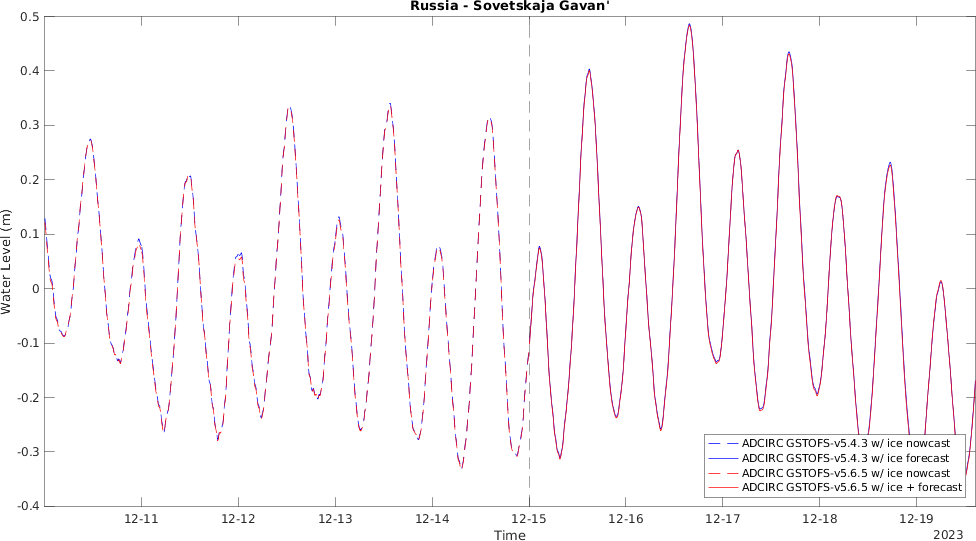 Russia - Sovetskaja Gavan'
0.5
0.4
0.3
0.2
0.1
0
-0.1
-0.2
-0.3
-0.4
Water Level (m)
12-11 12-12 12-13 12-14 12-15 12-16 12-17 12-18 12-19
Time
2023
ADCIRC GSTOFS-v5.4.3 w/ ice nowcast
ADCIRC GSTOFS-v5.4.3 w/ ice forecast
ADCIRC GSTOFS-v5.6.5 w/ ice nowcast
ADCIRC GSTOFS-v5.6.5 w/ ice + forecast